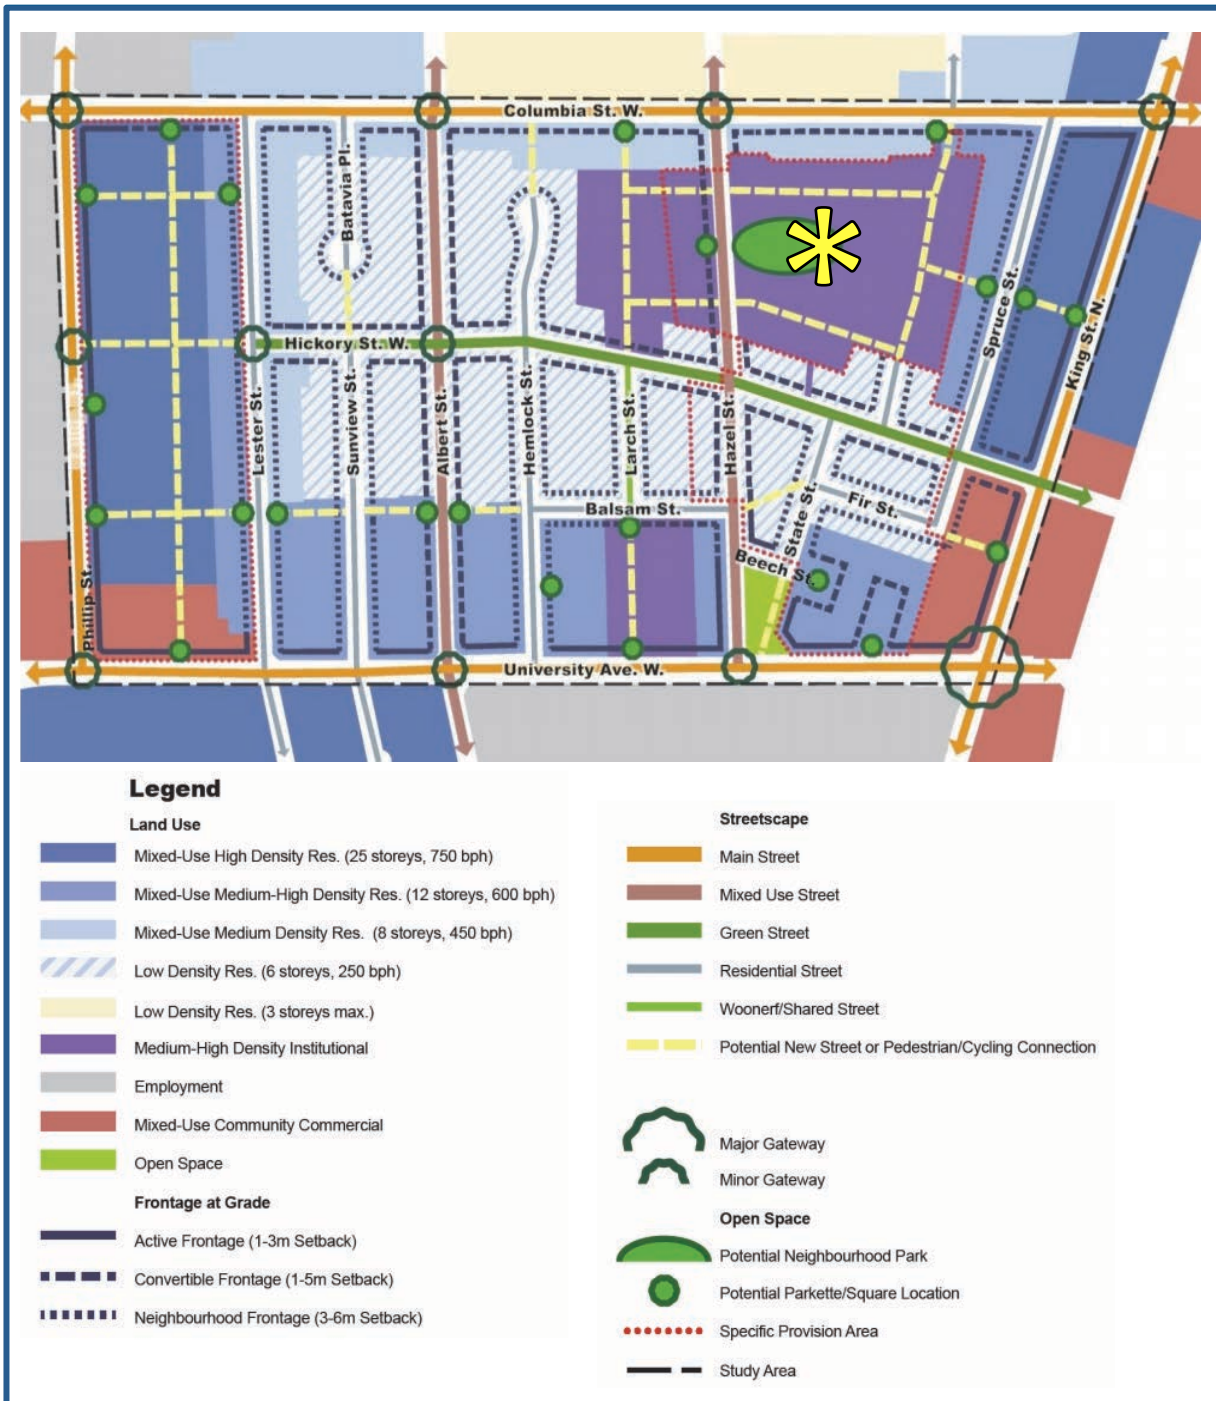 Columbia St. W.
Batavia Pl.
Hickory St. W.
Spruce St.
King St. N.
Lester St.
Sunview St.
Albert St.
Hemlock St.
Larch St.
Hazel St.
Balsam St.
State St.
Fir St.
Beech St.
Phillip St.
University Ave. W.
Legend
Land Use
Mixed-Use High Density Res. (25 storeys, 750 bph)
Mixed-Use Medium-High Density Res. (12 storeys, 600 bph)
Mixed-Use Medium Density Res. (8 storeys, 450 bph)
Low Density Res. (6 storeys, 250 bph)
Low Density Res. (3 storeys max.)
Medium-High Density Institutional
Employment
Mixed-Use Community Commercial
Open Space
Frontage at Grade
Active Frontage (1-3m Setback)
Convertible Frontage (1-5m Setback)
Neighbourhood Frontage (3-6m Setback)
Streetscape
Main Street
Mixed Use Street
Green Street
Residential Street
Woonerf/Shared Street
Potential New Street or Pedestrian/Cycling Connection
Major Gateway
Minor Gateway
Open Space
Potential Neighbourhood Park
Potential Parkette/Square Location
Specific Provision Area
Study Area